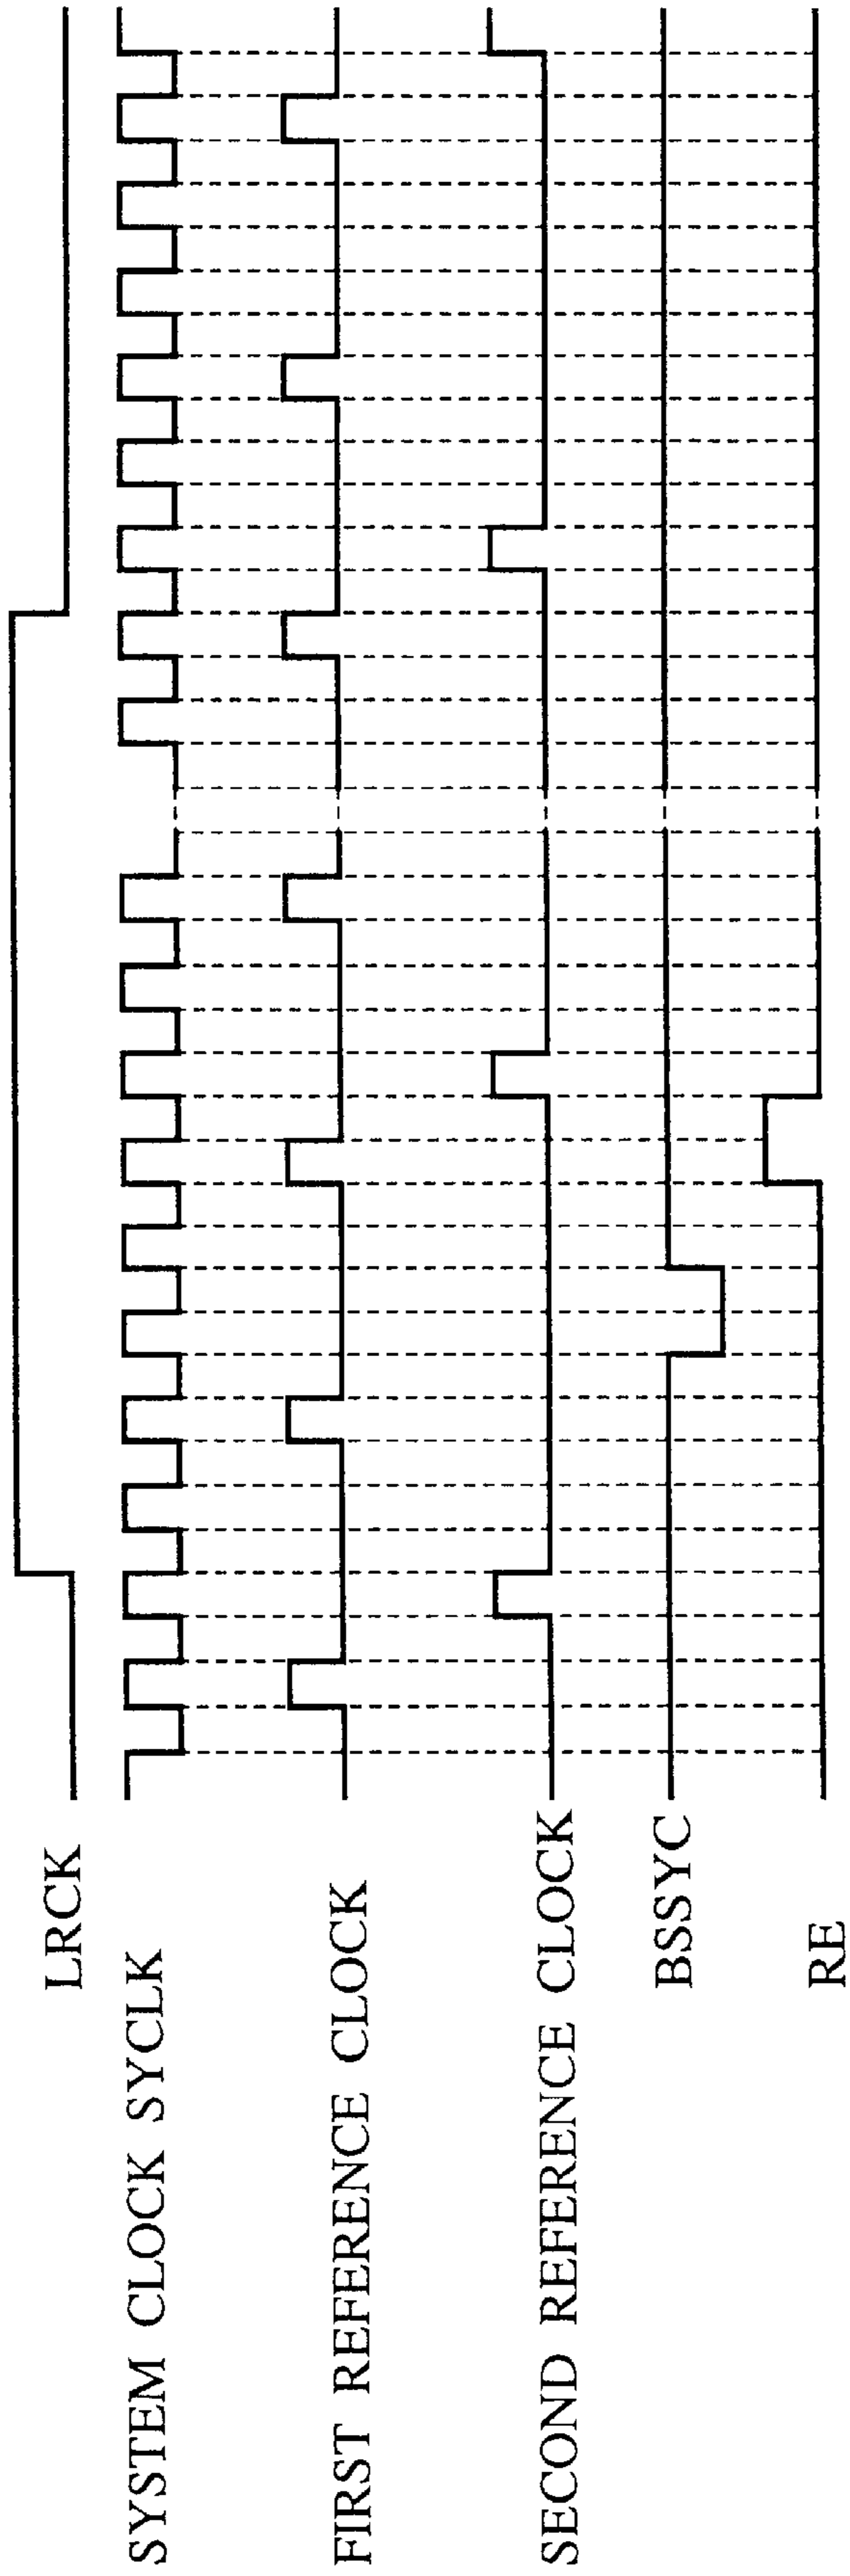 LRCK
SYSTEM CLOCK SYCLK
FIRST REFERENCE CLOCK
SECOND REFERENCE CLOCK
BSSYC
RE